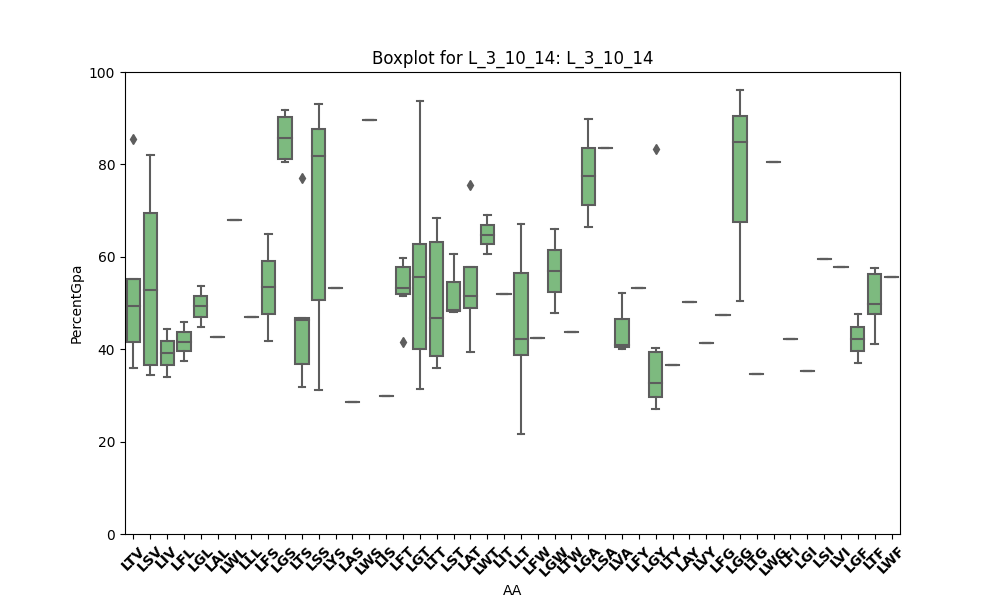 Boxplot for L_3_10_14: L_3_10_14
PercentGpa
100
80
60
40
20
0
LTV LSV LIV LFL LGL LAL LWL LLL LFS LGS LTS LSS LYS LAS LWS LIS LFT LGT LTT LST LAT LWT LIT LLT LFW LGW LTW LGA LSA LVA LFY LGY LTY LAY LVY LFG LGG LTG LWG LFI LGI LSI LVI LGF LTF LWF
AA